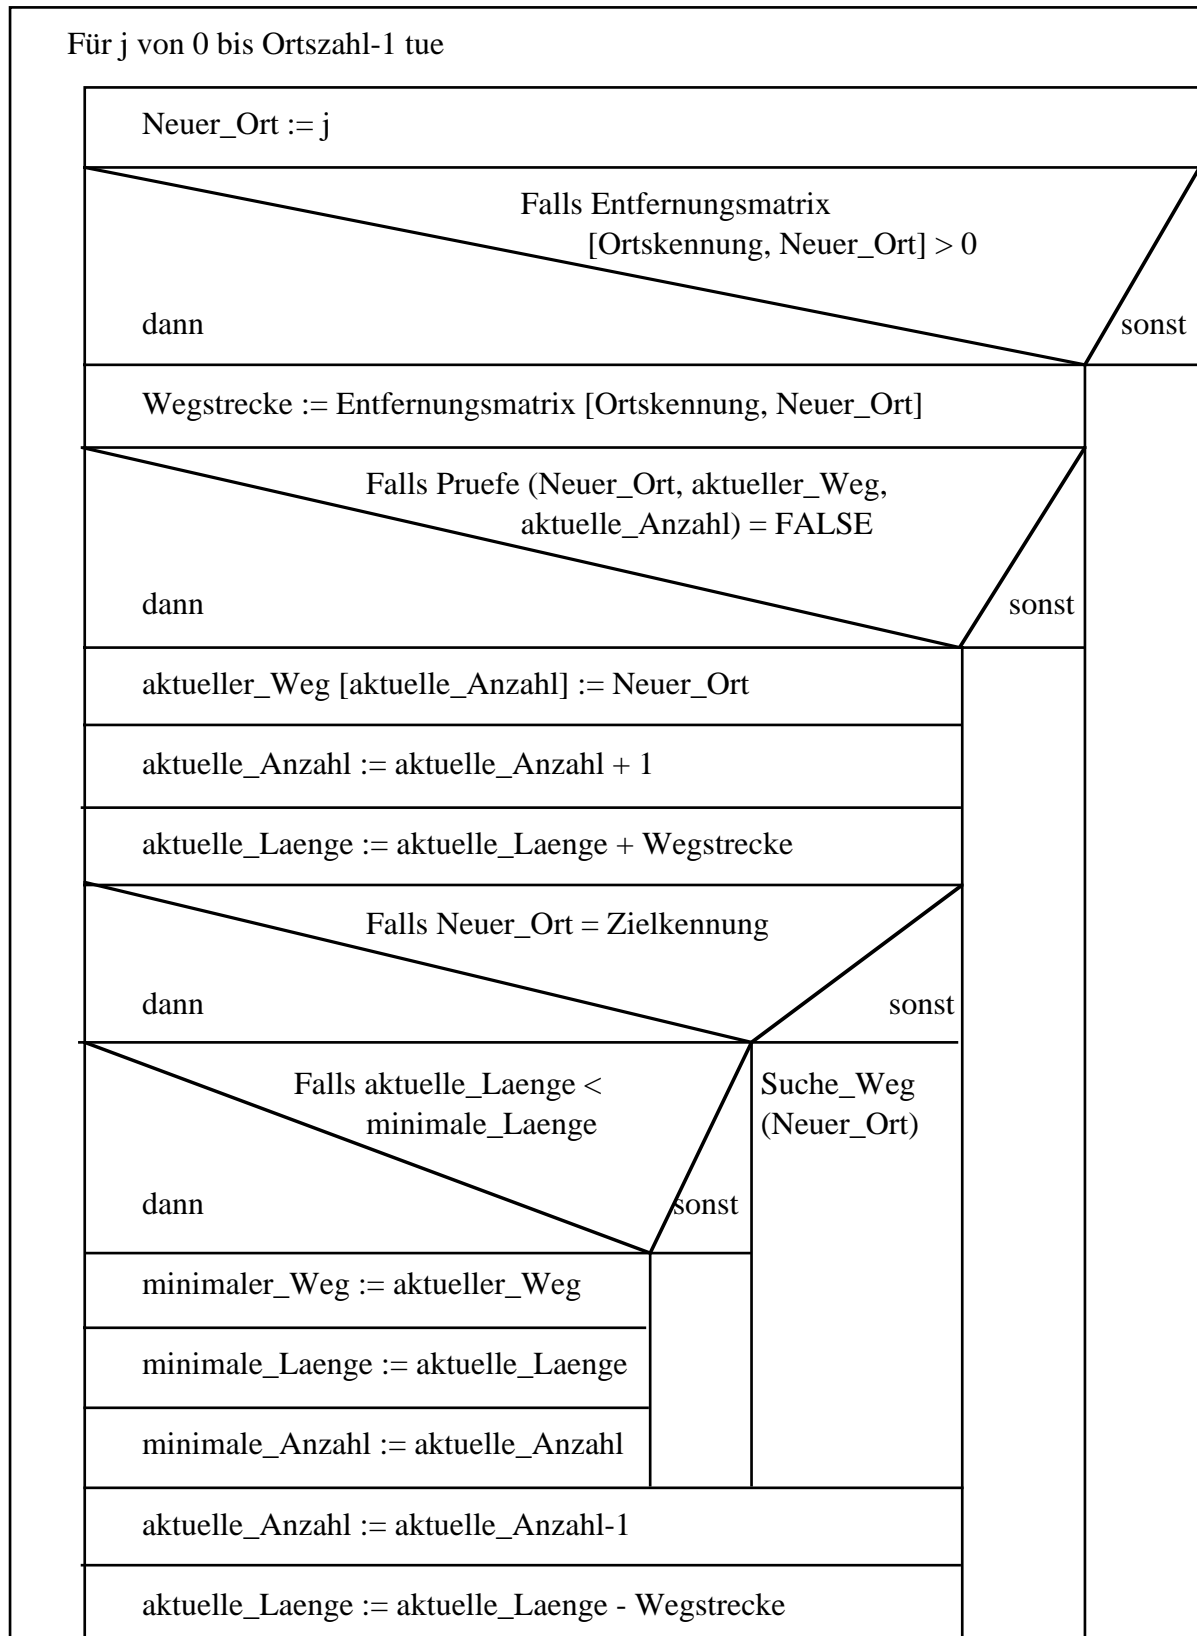 Für j von 0 bis Ortszahl-1 tue
Neuer_Ort := j
Falls Entfernungsmatrix
[Ortskennung, Neuer_Ort] > 0
dann
sonst
Wegstrecke := Entfernungsmatrix [Ortskennung, Neuer_Ort]
Falls Pruefe (Neuer_Ort, aktueller_Weg,
aktuelle_Anzahl) = FALSE
dann
sonst
aktueller_Weg [aktuelle_Anzahl] := Neuer_Ort
aktuelle_Anzahl := aktuelle_Anzahl + 1
aktuelle_Laenge := aktuelle_Laenge + Wegstrecke
Falls Neuer_Ort = Zielkennung
dann
sonst
Falls aktuelle_Laenge <
minimale_Laenge
Suche_Weg
(Neuer_Ort)
dann
sonst
minimaler_Weg := aktueller_Weg
minimale_Laenge := aktuelle_Laenge
minimale_Anzahl := aktuelle_Anzahl
aktuelle_Anzahl := aktuelle_Anzahl-1
aktuelle_Laenge := aktuelle_Laenge - Wegstrecke